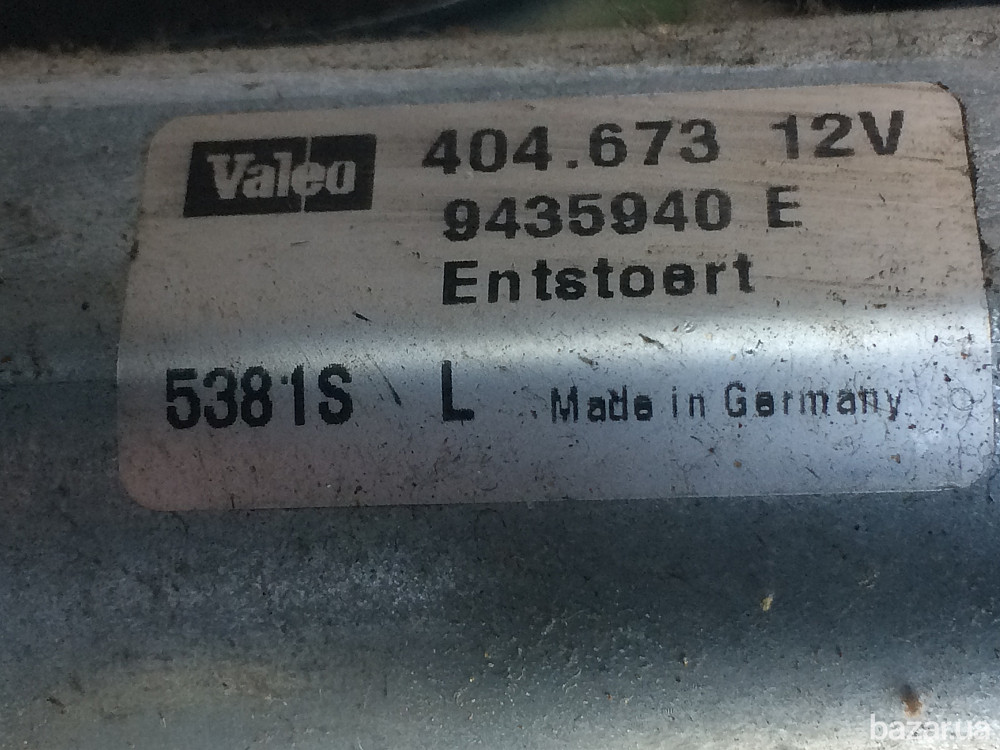 Valeo 404.673 12V
9435940 E
Entstoert
5381S L Made in Germany
bazar.ua